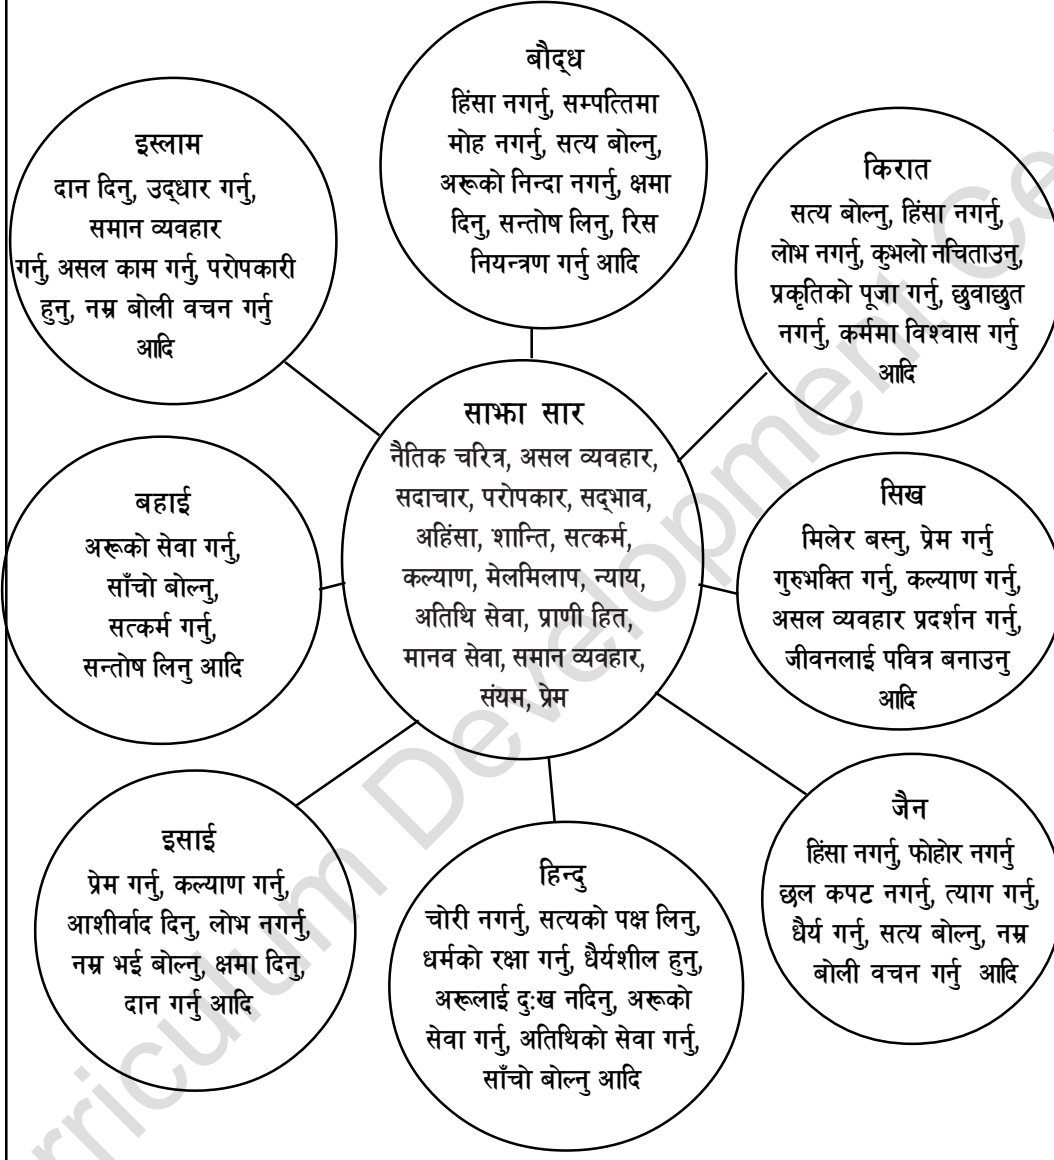 बौद्ध
हिंसा नगर्नु, सम्पत्तिमा
मोह नगर्नु, सत्य बोल्नु,
अरूको निन्दा नगर्नु, क्षमा
दिनु, सन्तोष लिनु, रिस
नियन्त्रण गर्नु आदि
इस्लाम
दान दिनु, उद्धार गर्नु,
समान व्यवहार
गर्नु, असल काम गर्नु, परोपकारी
हुनु, नम्र बोली वचन गर्नु
आदि
किरात
सत्य बोल्नु, हिंसा नगर्नु,
लोभ नगर्नु, कुभलो नचिताउनु,
प्रकृतिको पूजा गर्नु, छुवाछुत
नगर्नु, कर्ममा विश्वास गर्नु
आदि
साझा सार
नैतिक चरित्र, असल व्यवहार,
सदाचार, परोपकार, सद्भाव,
अहिंसा, शान्ति, सत्कर्म,
कल्याण, मेलमिलाप, न्याय,
अतिथि सेवा, प्राणी हित,
मानव सेवा, समान व्यवहार,
संयम, प्रेम
बहाई
अरूको सेवा गर्नु,
साँचो बोल्नु,
सत्कर्म गर्नु,
सन्तोष लिनु आदि
सिख
मिलेर बस्नु, प्रेम गर्नु
गुरुभक्ति गर्नु, कल्याण गर्नु,
असल व्यवहार प्रदर्शन गर्नु,
जीवनलाई पवित्र बनाउनु
आदि
इसाई
प्रेम गर्नु, कल्याण गर्नु,
आशीर्वाद दिनु, लोभ नगर्नु,
नम्र भई बोल्नु, क्षमा दिनु,
दान गर्नु आदि
हिन्दु
चोरी नगर्नु, सत्यको पक्ष लिनु,
धर्मको रक्षा गर्नु, धैर्यशील हुनु,
अरूलाई दुःख नदिनु, अरूको
सेवा गर्नु, अतिथिको सेवा गर्नु,
साँचो बोल्नु आदि
जैन
हिंसा नगर्नु, फोहोर नगर्नु
छल कपट नगर्नु, त्याग गर्नु,
धैर्य गर्नु, सत्य बोल्नु, नम्र
बोली वचन गर्नु आदि
rriculum Development Ce